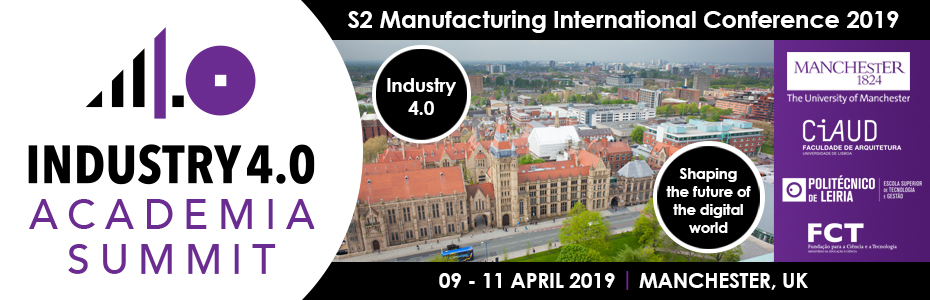 4.0
INDUSTRY 4.0
ACADEMIA
SUMMIT
S2 Manufacturing International Conference 2019
Industry
4.0
Shaping
the future of
the digital
world
MANCHESTER
1824
The University of Manchester
CIAUD
FACULDADE DE ARQUITETURA
UNIVERSIDADE DE LISBOA
POLITÉCNICO
DE LEIRIA
ESCOLA SUPERIOR
DE TECNOLOGIA
E GESTÃO
FCT
Fundação para a Ciência e a Tecnologia
09 - 11 APRIL 2019 | MANCHESTER, UK